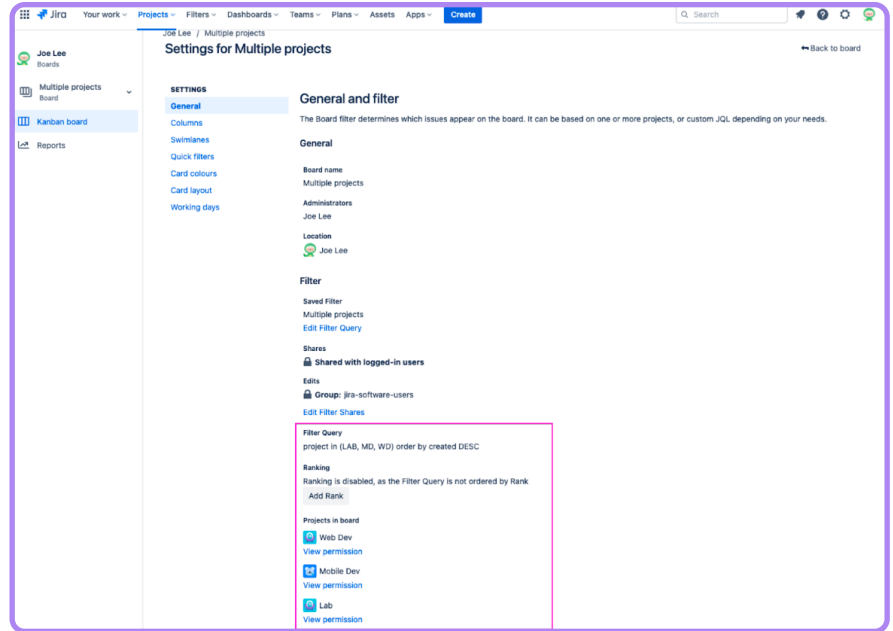 Jira Your work Projects Filters Dashboards Teams Plans Assets Apps Create Search
Joe Lee / Multiple projects
Settings for Multiple projects
Back to board
Joe Lee
Boards
Multiple projects
Board
Kanban board
Reports
SETTINGS
General
Columns
Swimlanes
Quick filters
Card colours
Card layout
Working days
General and filter
The Board filter determines which issues appear on the board. It can be based on one or more projects, or custom JQL depending on your needs.
General
Board name
Multiple projects
Administrators
Joe Lee
Location
Joe Lee
Filter
Saved Filter
Multiple projects
Edit Filter Query
Shares
Shared with logged-in users
Edits
Group: jira-software-users
Edit Filter Shares
Filter Query
project in (LAB, MD, WD) order by created DESC
Ranking
Ranking is disabled, as the Filter Query is not ordered by Rank
Add Rank
Projects in board
Web Dev
View permission
Mobile Dev
View permission
Lab
View permission